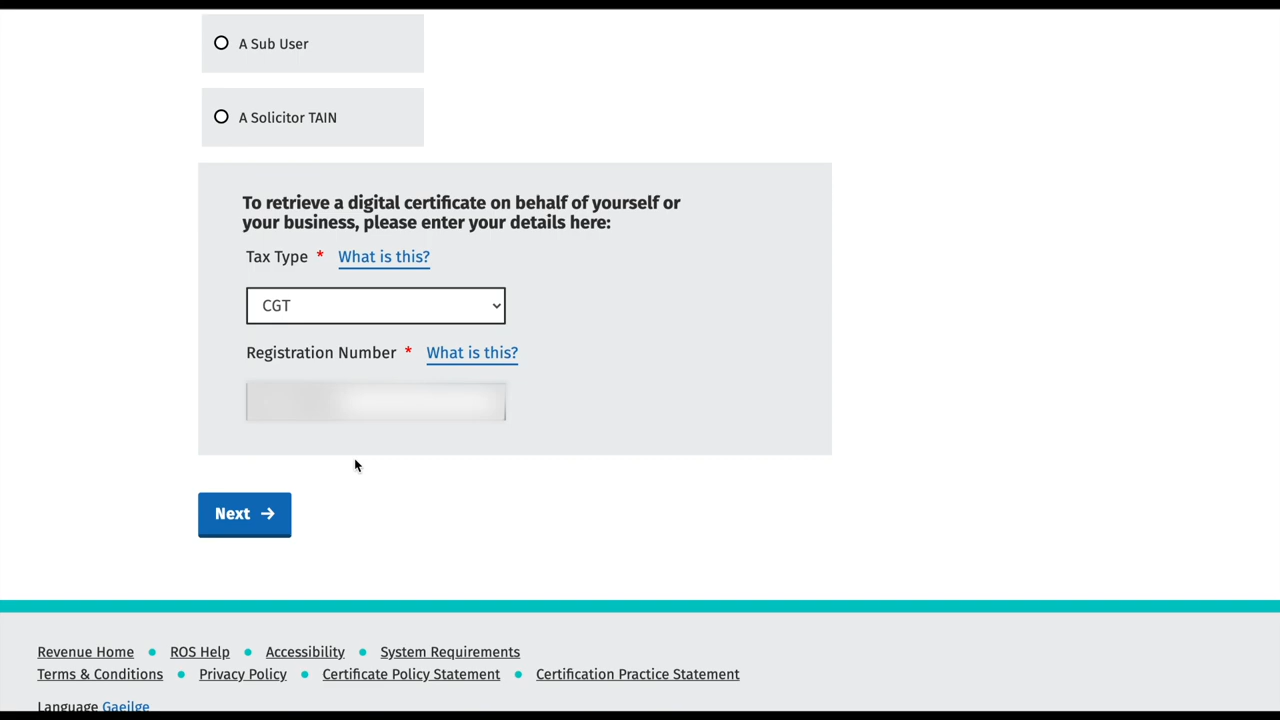 A Sub User
A Solicitor TAIN
To retrieve a digital certificate on behalf of yourself or
your business, please enter your details here:
Tax Type * What is this?
CGT
Registration Number * What is this?
Next →
Revenue Home • ROS Help • Accessibility • System Requirements
Terms & Conditions • Privacy Policy • Certificate Policy Statement • Certification Practice Statement
Language Gaeilge